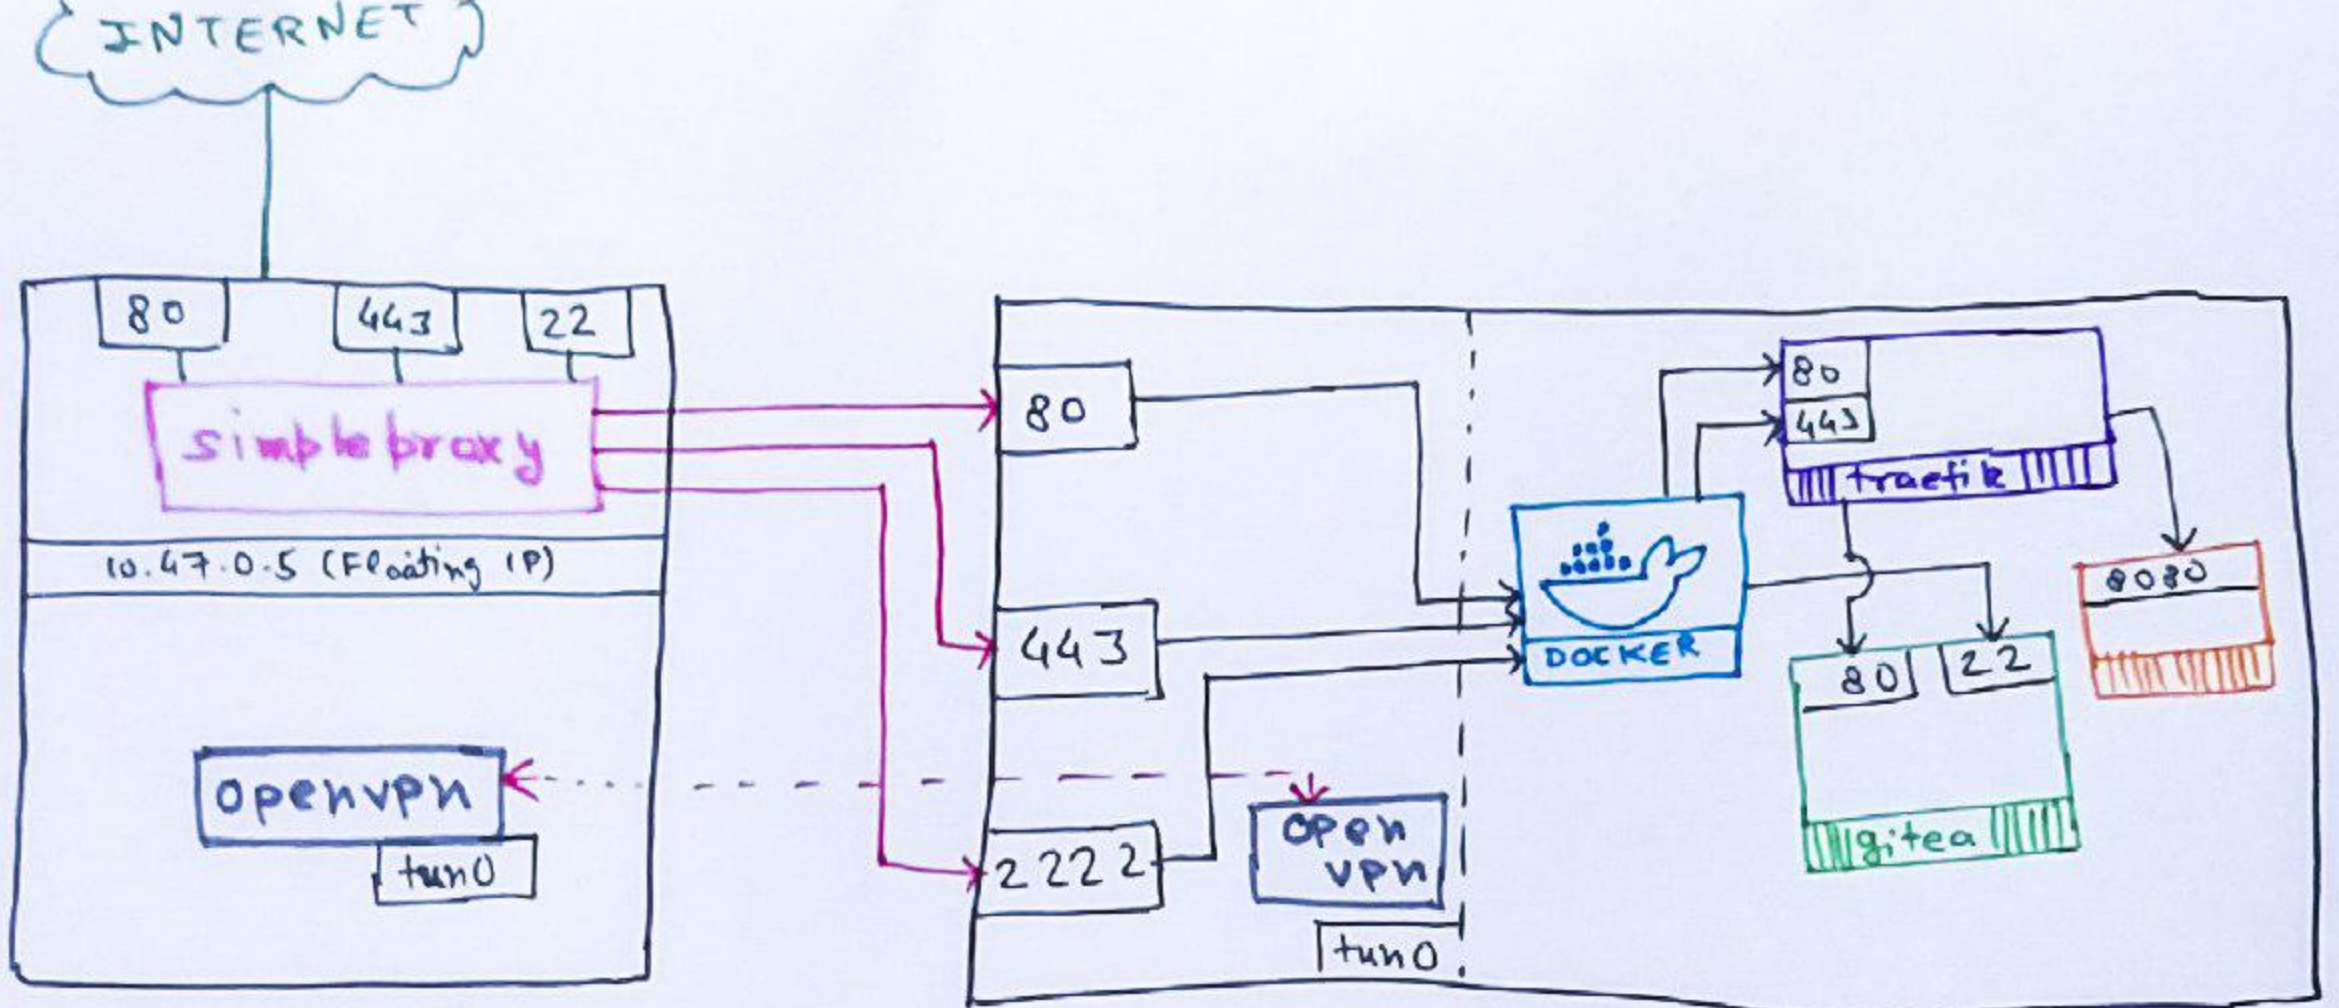 INTERNET
80
443
22
simpleproxy
10.47.0.5 (Floating IP)
openvpn
tun0
80
443
2222
open
vpn
tun0
DOCKER
80
443
traefik
8080
80
22
gitea